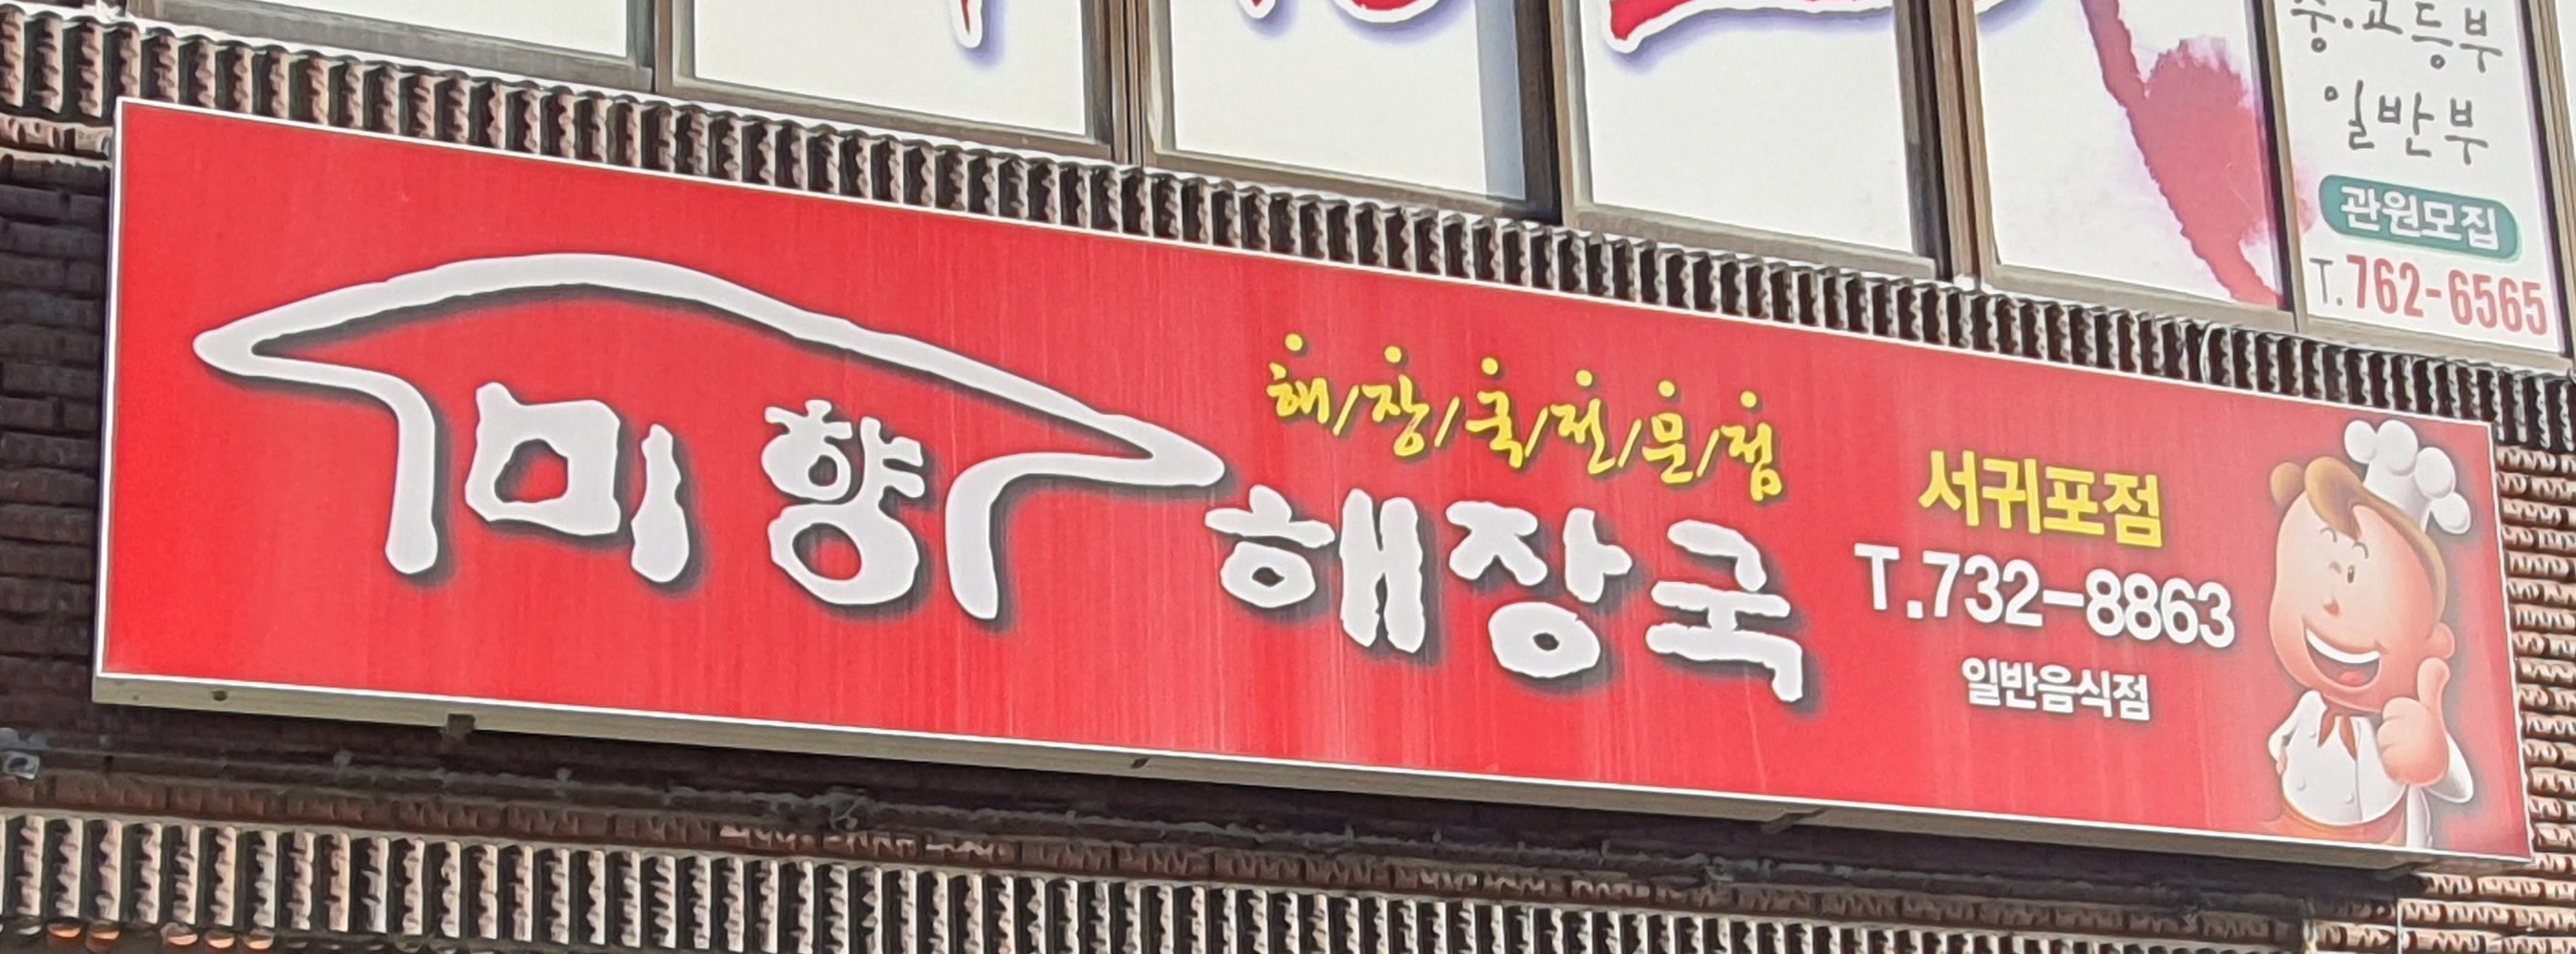 중·고등부
일반부
관원모집
T.762-6565
해/장/국/전/문/점
미향 해장국
서귀포점
T.732-8863
일반음식점